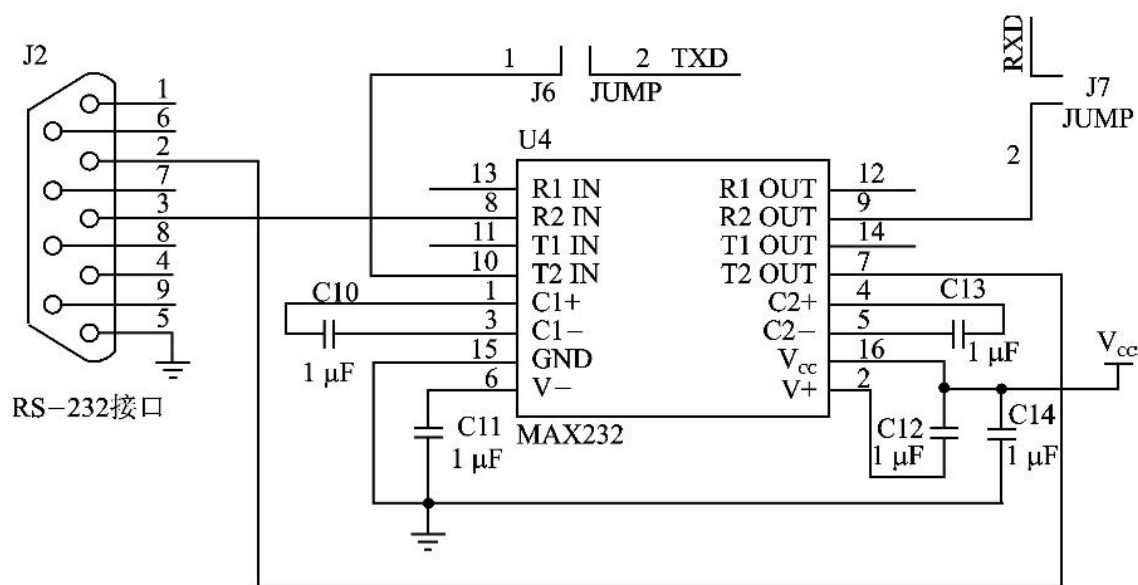 J2
1
6
2
7
3
8
4
9
5
RS-232接口
1
J6
2 TXD
JUMP
RXD
J7
JUMP
2
U4
13 R1 IN R1 OUT 12
8 R2 IN R2 OUT 9
11 T1 IN T1 OUT 14
10 T2 IN T2 OUT 7
1 C1+ C2+ 4
3 C1- C2- 5
15 GND Vcc 16
6 V- V+ 2
MAX232
C10
1 μF
C11
1 μF
C13
1 μF
Vcc
C12
1 μF
C14
1 μF